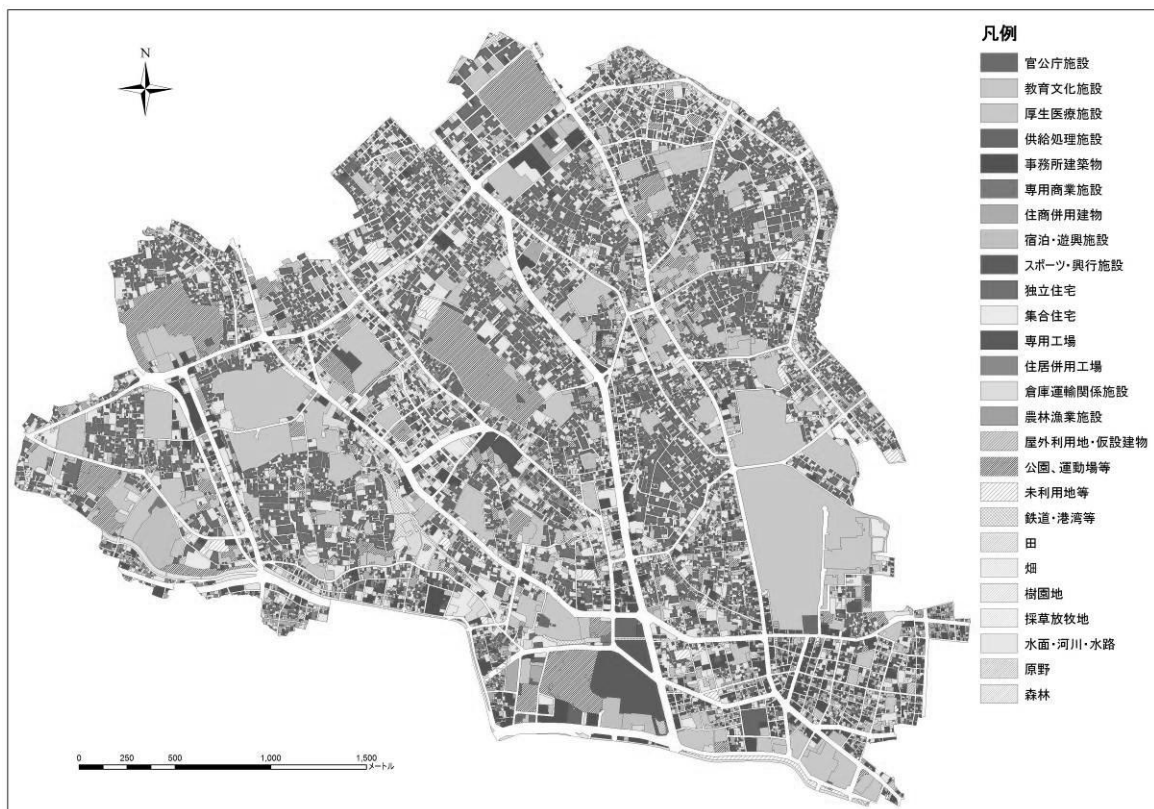 N
凡例
官公庁施設
教育文化施設
厚生医療施設
供給処理施設
事務所建築物
専用商業施設
住商併用建物
宿泊・遊興施設
スポーツ・興行施設
独立住宅
集合住宅
専用工場
住居併用工場
倉庫運輸関係施設
農林漁業施設
屋外利用地・仮設建物
公園、運動場等
未利用地等
鉄道・港湾等
田
畑
樹園地
採草放牧地
水面・河川・水路
原野
森林
0 250 500 1,000 1,500
メートル